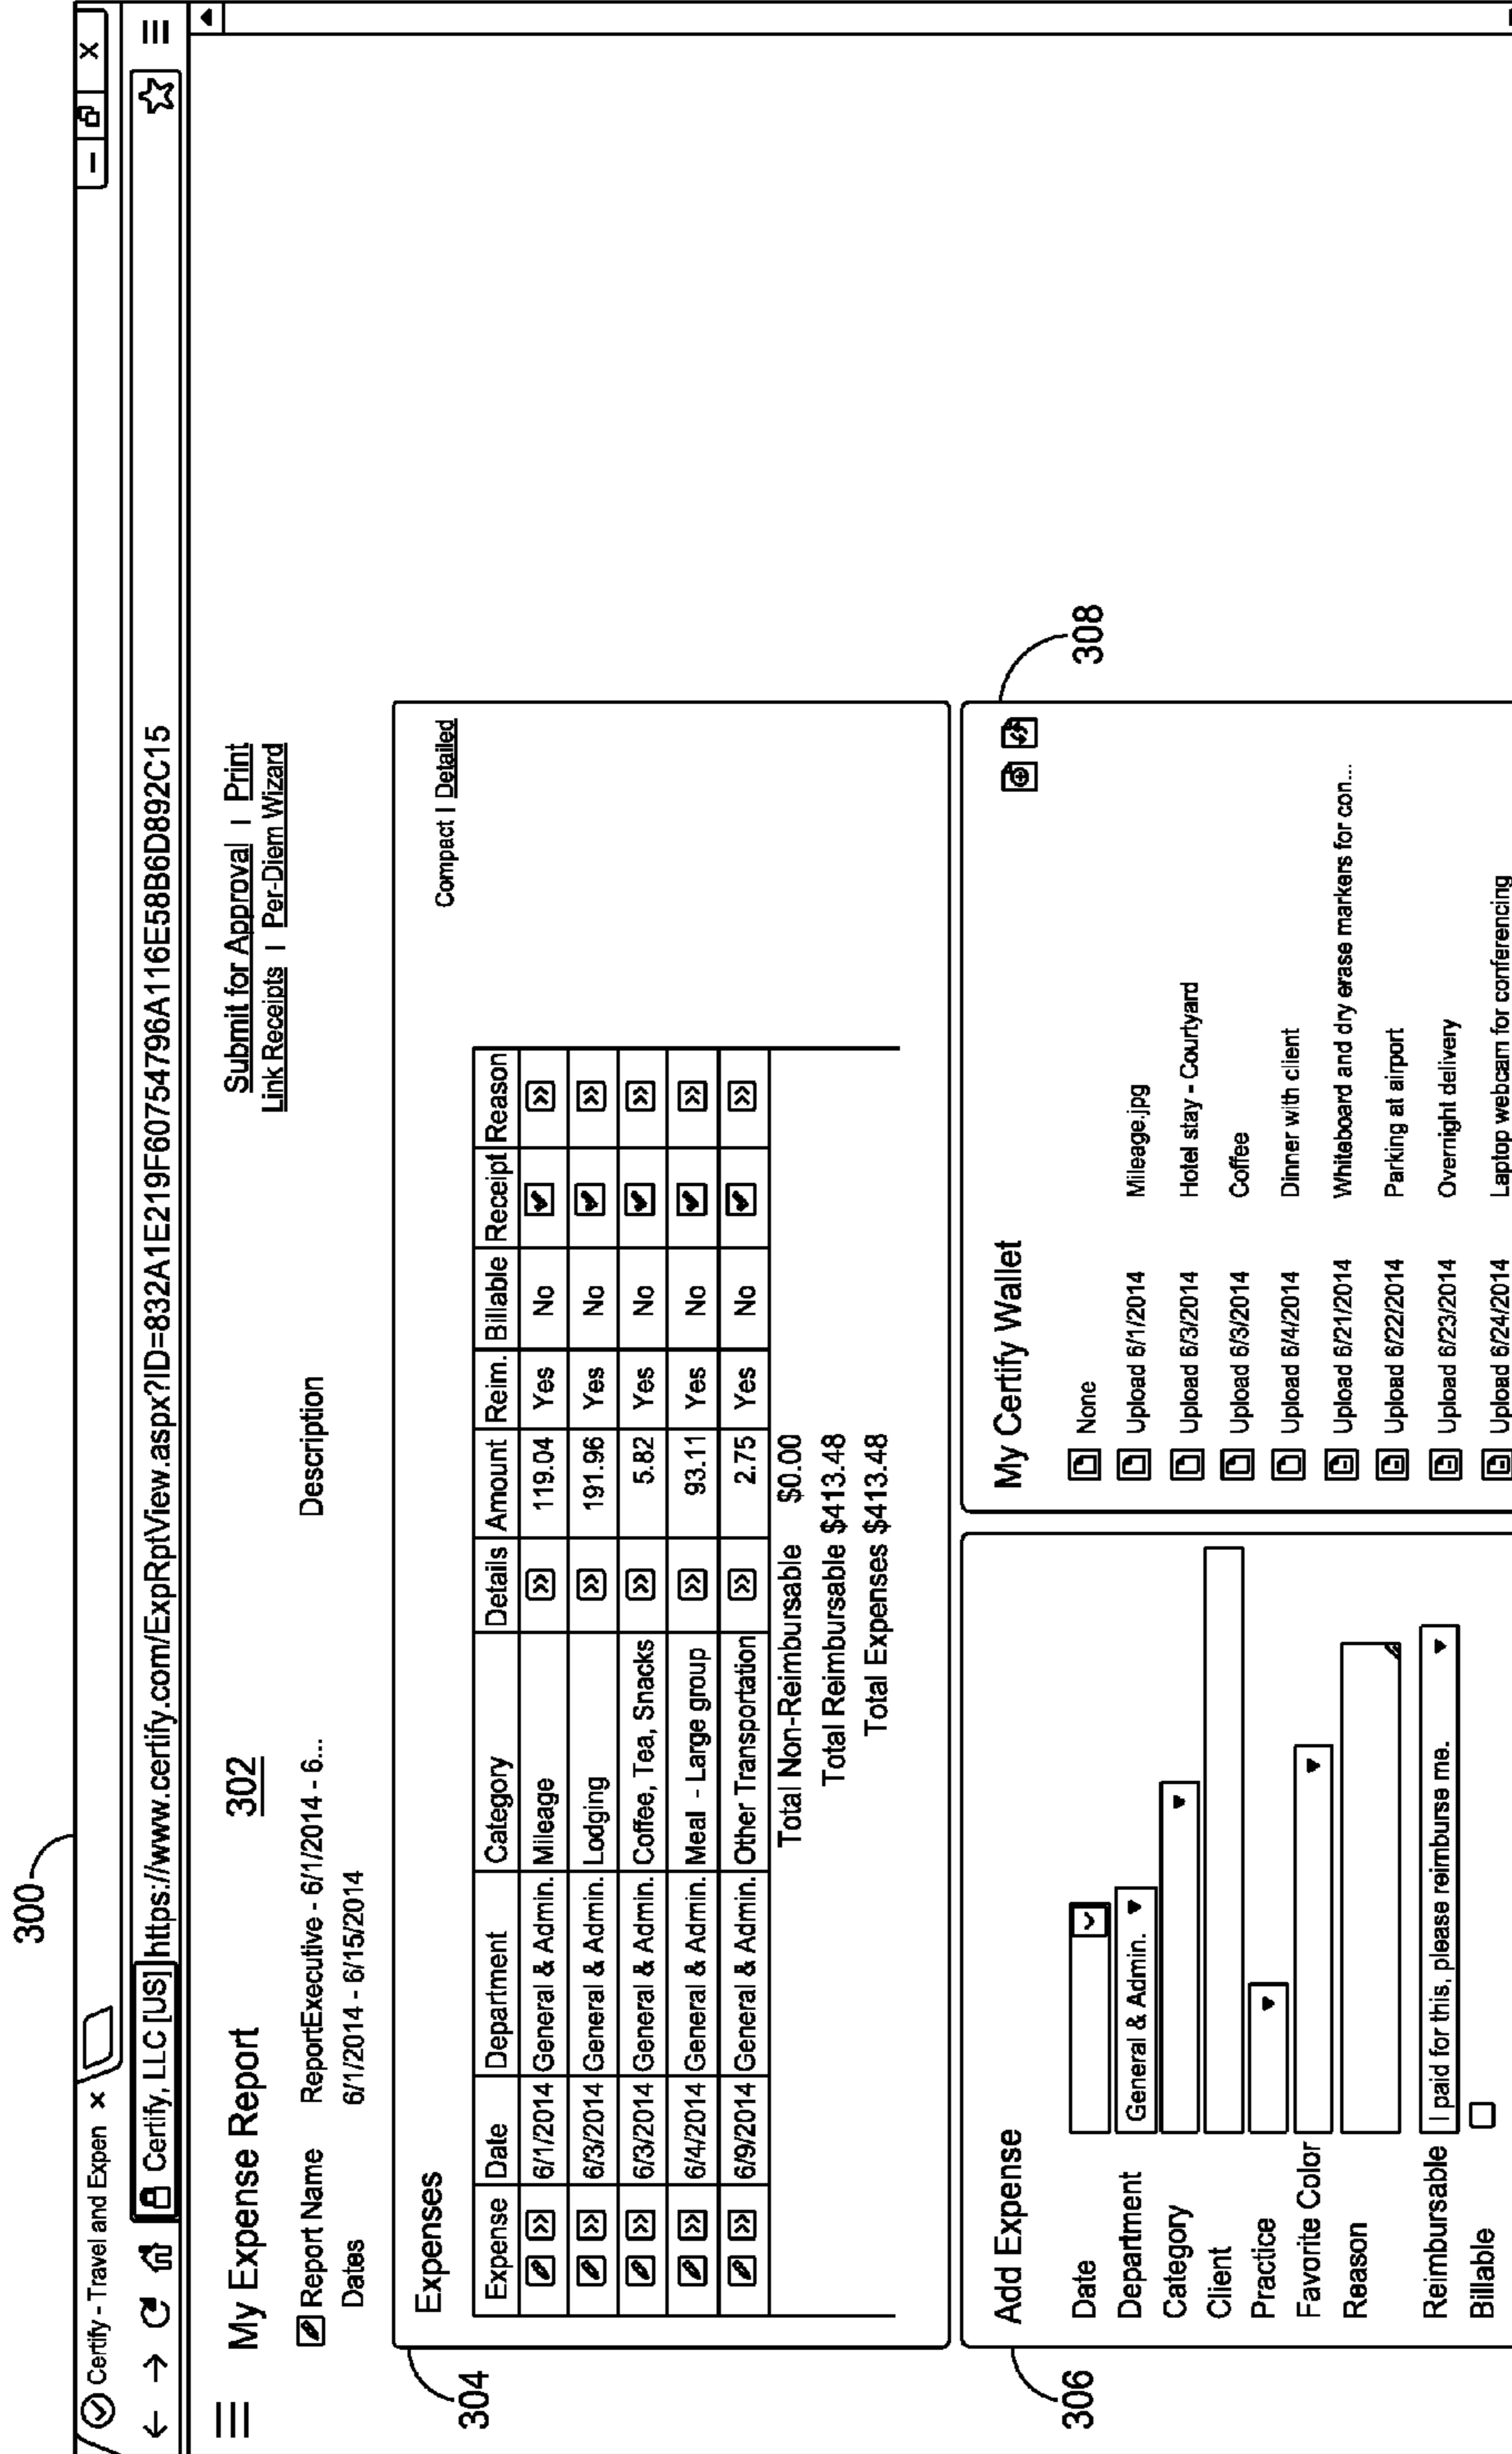 300
Certify - Travel and Expen ×
Certify, LLC [US] https://www.certify.com/ExpRptView.aspx?ID=832A1E219F60754796A116E58B6D892C15
My Expense Report 302
Submit for Approval | Print
Link Receipts | Per-Diem Wizard
Report Name ReportExecutive - 6/1/2014 - 6... Description
Dates 6/1/2014 - 6/15/2014
304
Expenses Compact | Detailed
Expense Date Department Category Details Amount Reim. Billable Receipt Reason
6/1/2014 General & Admin. Mileage 119.04 Yes No
6/3/2014 General & Admin. Lodging 191.96 Yes No
6/3/2014 General & Admin. Coffee, Tea, Snacks 5.82 Yes No
6/4/2014 General & Admin. Meal - Large group 93.11 Yes No
6/9/2014 General & Admin. Other Transportation 2.75 Yes No
Total Non-Reimbursable $0.00
Total Reimbursable $413.48
Total Expenses $413.48
306
Add Expense
Date
Department General & Admin.
Category
Client
Practice
Favorite Color
Reason
Reimbursable I paid for this, please reimburse me.
Billable
308
My Certify Wallet
None
Upload 6/1/2014 Mileage.jpg
Upload 6/3/2014 Hotel stay - Courtyard
Upload 6/3/2014 Coffee
Upload 6/4/2014 Dinner with client
Upload 6/21/2014 Whiteboard and dry erase markers for con...
Upload 6/22/2014 Parking at airport
Upload 6/23/2014 Overnight delivery
Upload 6/24/2014 Laptop webcam for conferencing